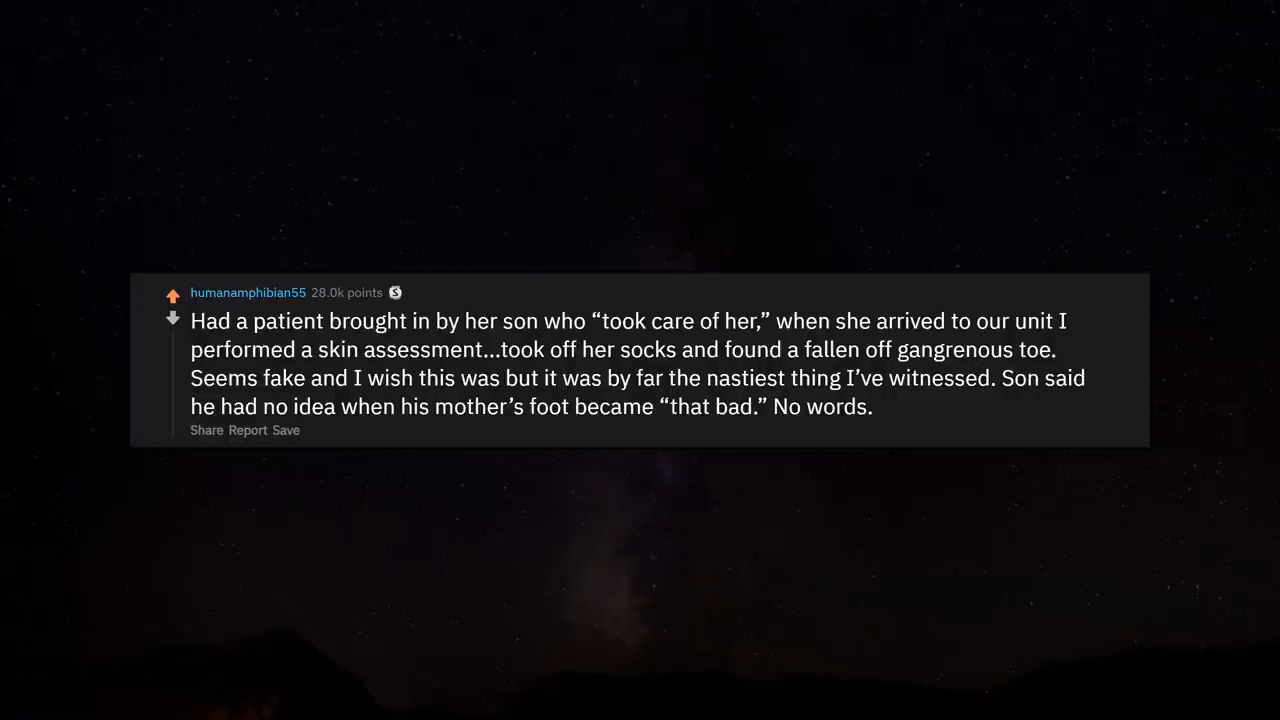 humanamphibian55 28.0k points S
Had a patient brought in by her son who “took care of her,” when she arrived to our unit I
performed a skin assessment...took off her socks and found a fallen off gangrenous toe.
Seems fake and I wish this was but it was by far the nastiest thing I’ve witnessed. Son said
he had no idea when his mother’s foot became “that bad.” No words.
Share Report Save